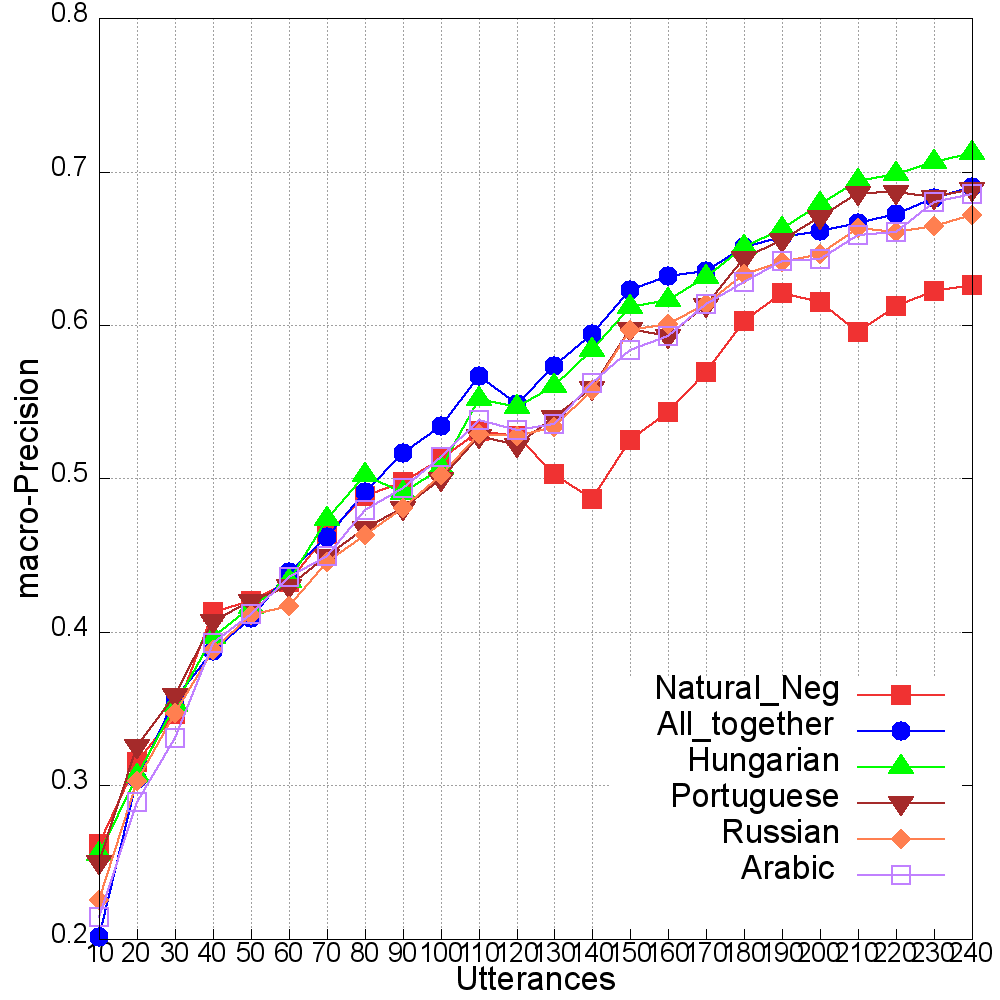 0.8
0.7
0.6
0.5
0.4
0.3
0.2
macro-Precision
Natural_Neg
All_together
Hungarian
Portuguese
Russian
Arabic
10 20 30 40 50 60 70 80 90 100 110 120 130 140 150 160 170 180 190 200 210 220 230 240
Utterances